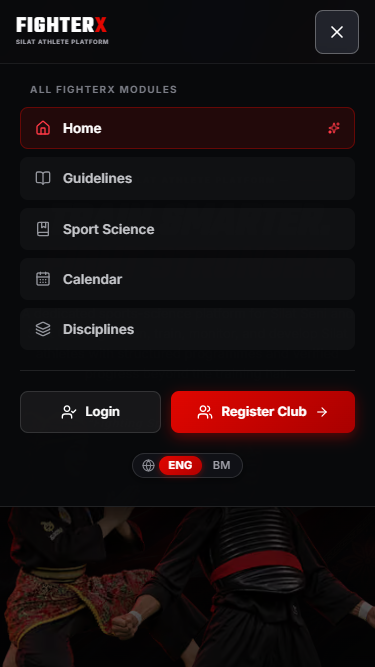 FIGHTERX
SILAT ATHLETE PLATFORM
ALL FIGHTERX MODULES
Home
Guidelines
Sport Science
Calendar
Disciplines
Login
Register Club
ENG
BM